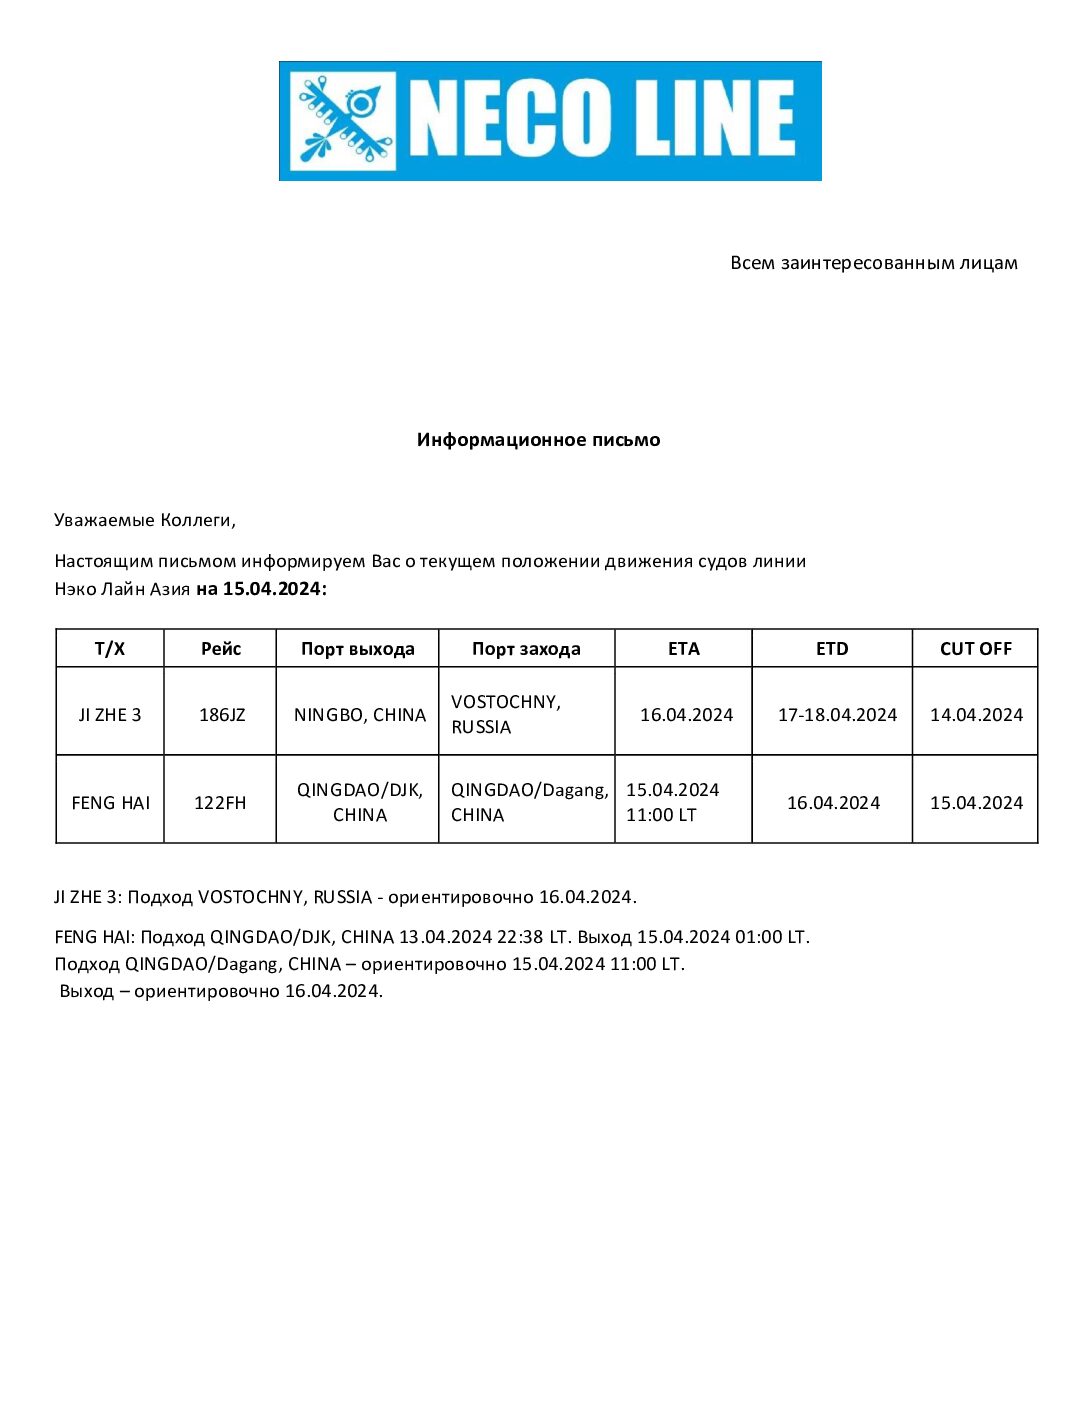 NECO LINE
Всем заинтересованным лицам
Информационное письмо
Уважаемые Коллеги,
Настоящим письмом информируем Вас о текущем положении движения судов линии
Нэко Лайн Азия на 15.04.2024:
Т/Х Рейс Порт выхода Порт захода ETA ETD CUT OFF
JI ZHE 3 186JZ NINGBO, CHINA VOSTOCHNY, RUSSIA 16.04.2024 17-18.04.2024 14.04.2024
FENG HAI 122FH QINGDAO/DJK, CHINA QINGDAO/Dagang, CHINA 15.04.2024 11:00 LT 16.04.2024 15.04.2024
JI ZHE 3: Подход VOSTOCHNY, RUSSIA - ориентировочно 16.04.2024.
FENG HAI: Подход QINGDAO/DJK, CHINA 13.04.2024 22:38 LT. Выход 15.04.2024 01:00 LT.
Подход QINGDAO/Dagang, CHINA – ориентировочно 15.04.2024 11:00 LT.
Выход – ориентировочно 16.04.2024.